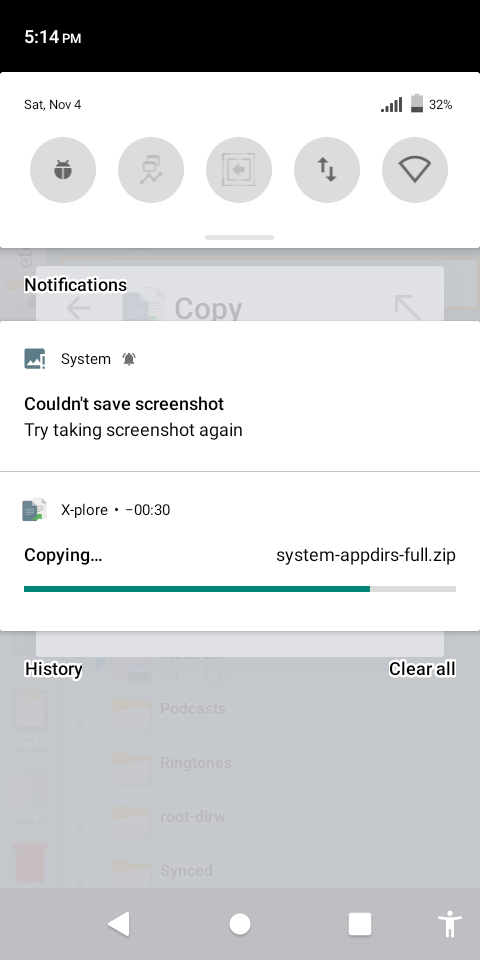 5:14 PM
Sat, Nov 4
32%
Notifications
Copy
System
Couldn't save screenshot
Try taking screenshot again
X-plore • −00:30
Copying…
system-appdirs-full.zip
History
Clear all
Podcasts
Ringtones
root-dirw
Synced